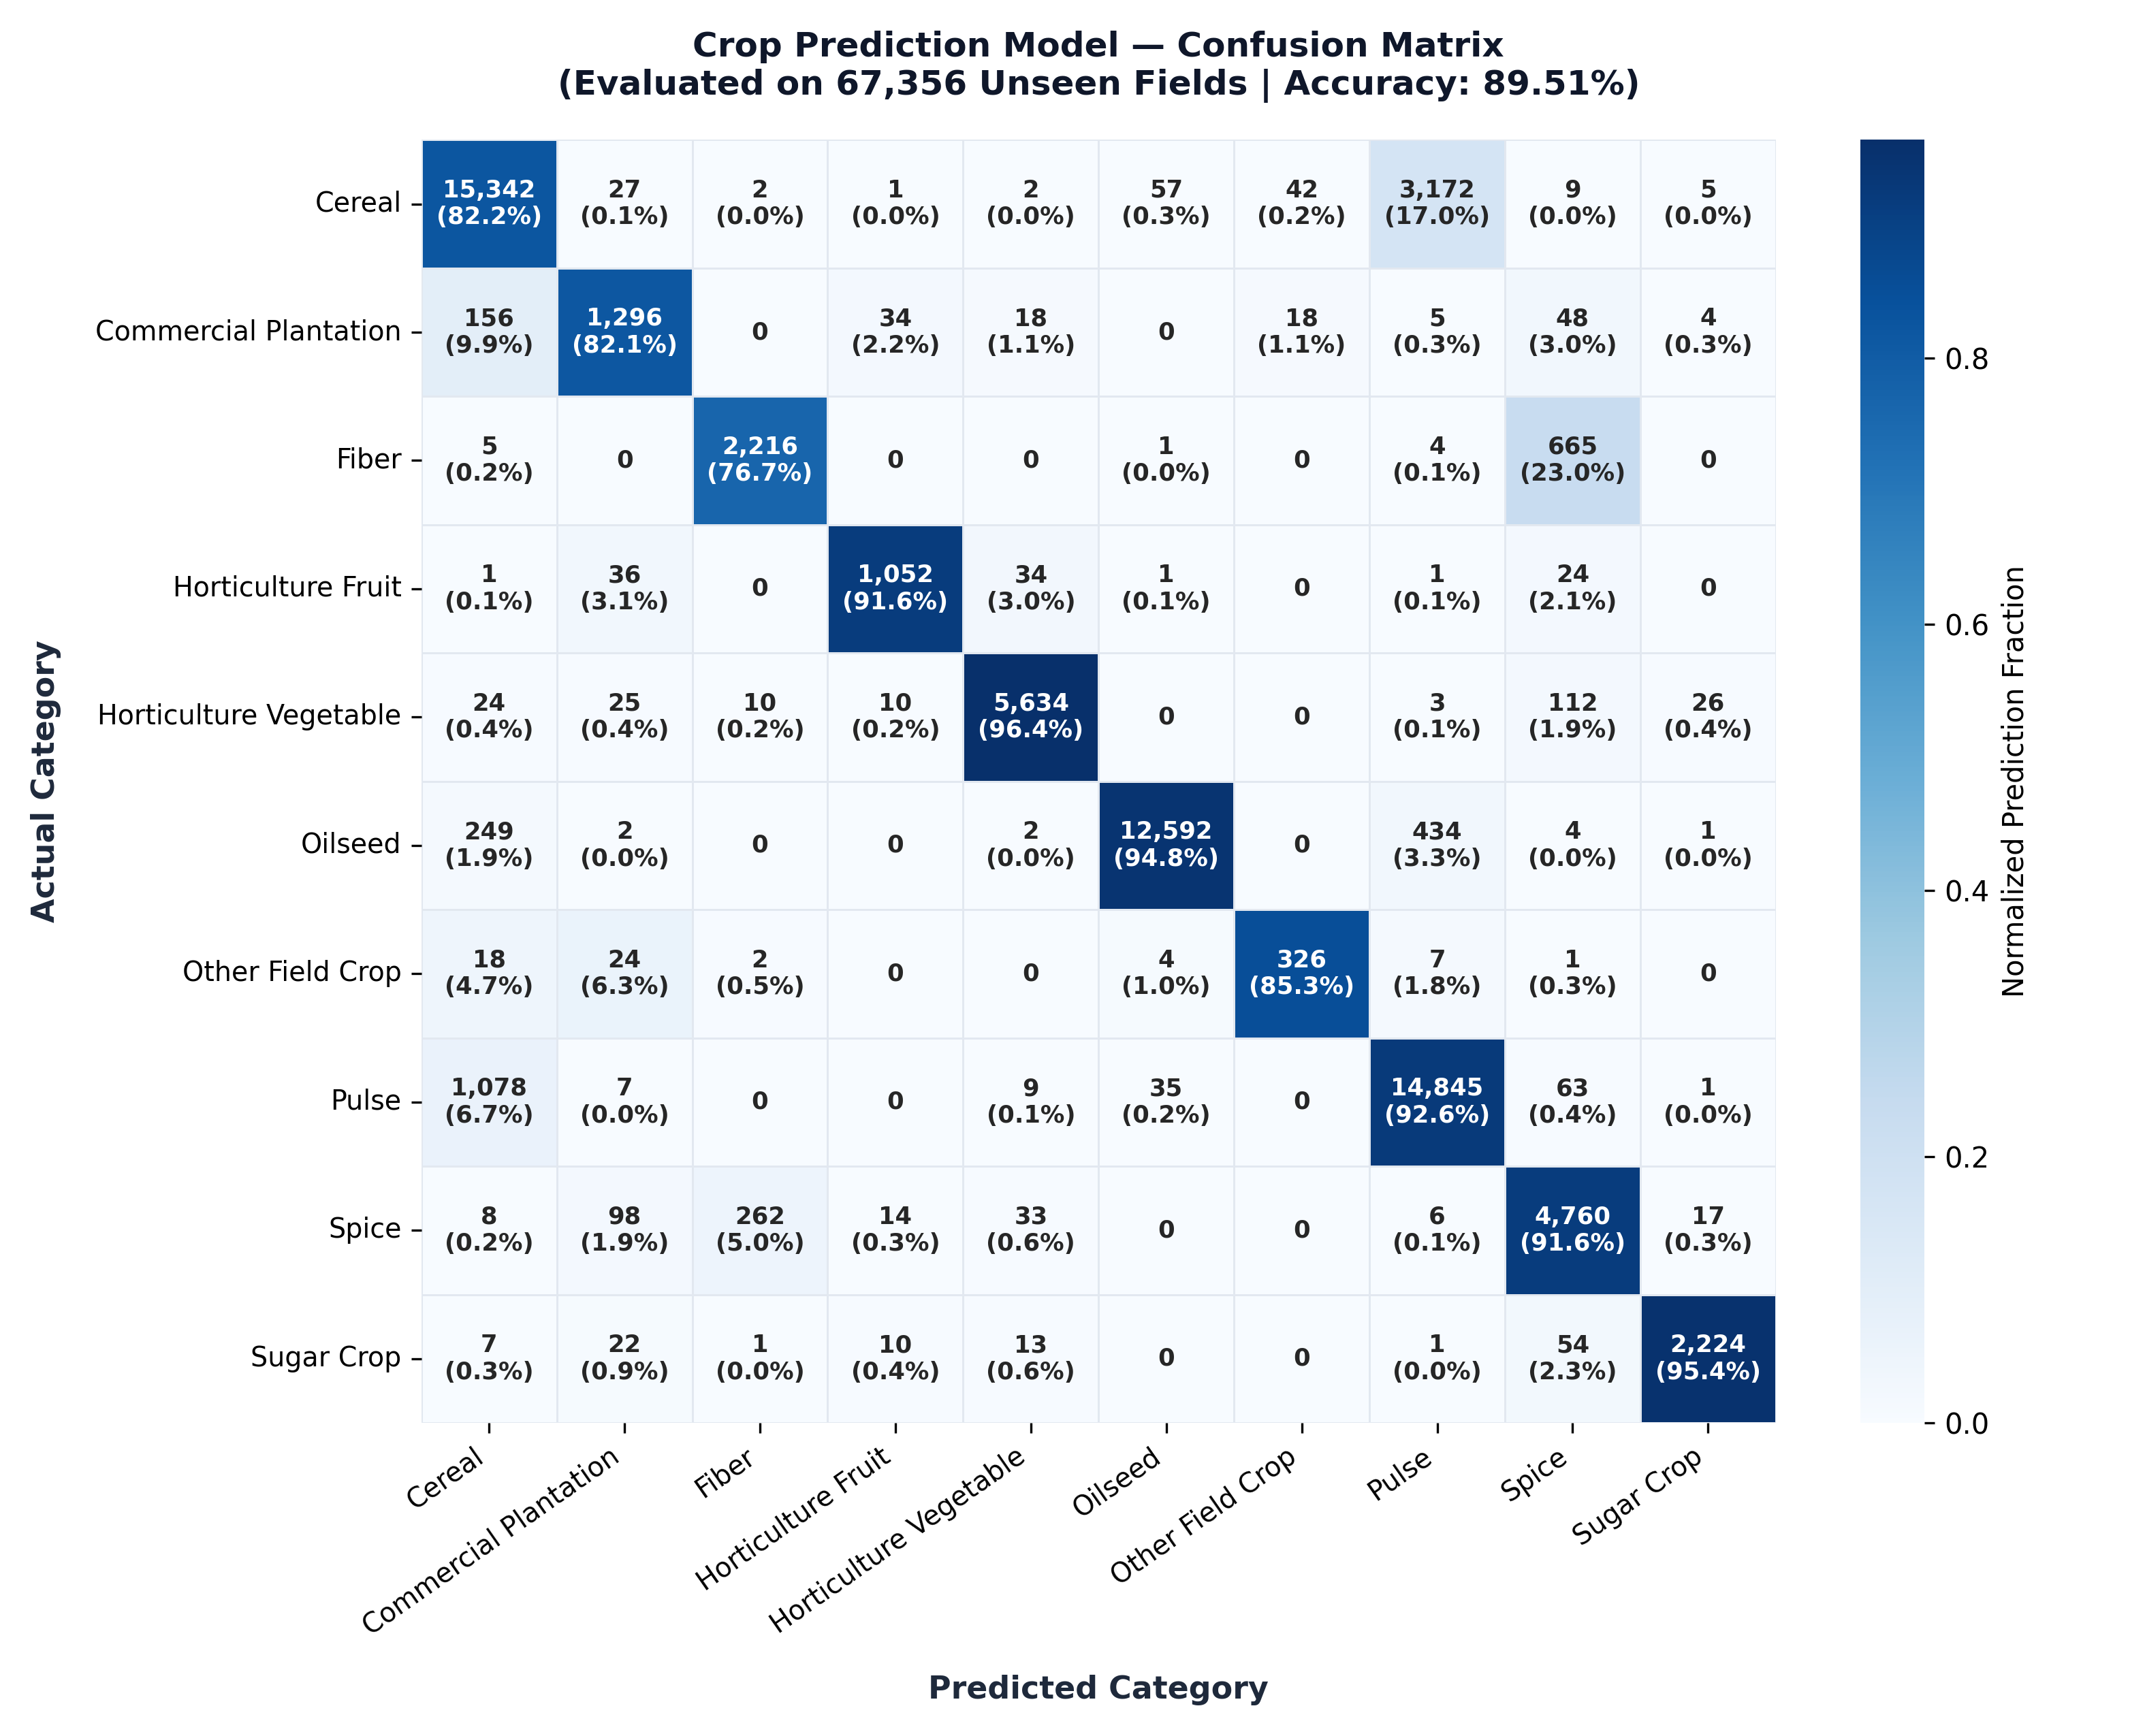 Crop Prediction Model — Confusion Matrix
(Evaluated on 67,356 Unseen Fields | Accuracy: 89.51%)
Actual Category
Cereal
15,342 27 2 1 2 57 42 3,172 9 5
(82.2%) (0.1%) (0.0%) (0.0%) (0.0%) (0.3%) (0.2%) (17.0%) (0.0%) (0.0%)
Commercial Plantation
156 1,296 0 34 18 0 18 5 48 4
(9.9%) (82.1%) (2.2%) (1.1%) (1.1%) (0.3%) (3.0%) (0.3%)
Fiber
5 0 2,216 0 0 1 0 4 665 0
(0.2%) (76.7%) (0.0%) (0.1%) (23.0%)
Horticulture Fruit
1 36 0 1,052 34 1 0 1 24 0
(0.1%) (3.1%) (91.6%) (3.0%) (0.1%) (0.1%) (2.1%)
Horticulture Vegetable
24 25 10 10 5,634 0 0 3 112 26
(0.4%) (0.4%) (0.2%) (0.2%) (96.4%) (0.1%) (1.9%) (0.4%)
Oilseed
249 2 0 0 2 12,592 0 434 4 1
(1.9%) (0.0%) (0.0%) (94.8%) (3.3%) (0.0%) (0.0%)
Other Field Crop
18 24 2 0 0 4 326 7 1 0
(4.7%) (6.3%) (0.5%) (1.0%) (85.3%) (1.8%) (0.3%)
Pulse
1,078 7 0 0 9 35 0 14,845 63 1
(6.7%) (0.0%) (0.1%) (0.2%) (92.6%) (0.4%) (0.0%)
Spice
8 98 262 14 33 0 0 6 4,760 17
(0.2%) (1.9%) (5.0%) (0.3%) (0.6%) (0.1%) (91.6%) (0.3%)
Sugar Crop
7 22 1 10 13 0 0 1 54 2,224
(0.3%) (0.9%) (0.0%) (0.4%) (0.6%) (0.0%) (2.3%) (95.4%)
Cereal
Commercial Plantation
Fiber
Horticulture Fruit
Horticulture Vegetable
Oilseed
Other Field Crop
Pulse
Spice
Sugar Crop
Predicted Category
0.8
0.6
0.4
0.2
0.0
Normalized Prediction Fraction